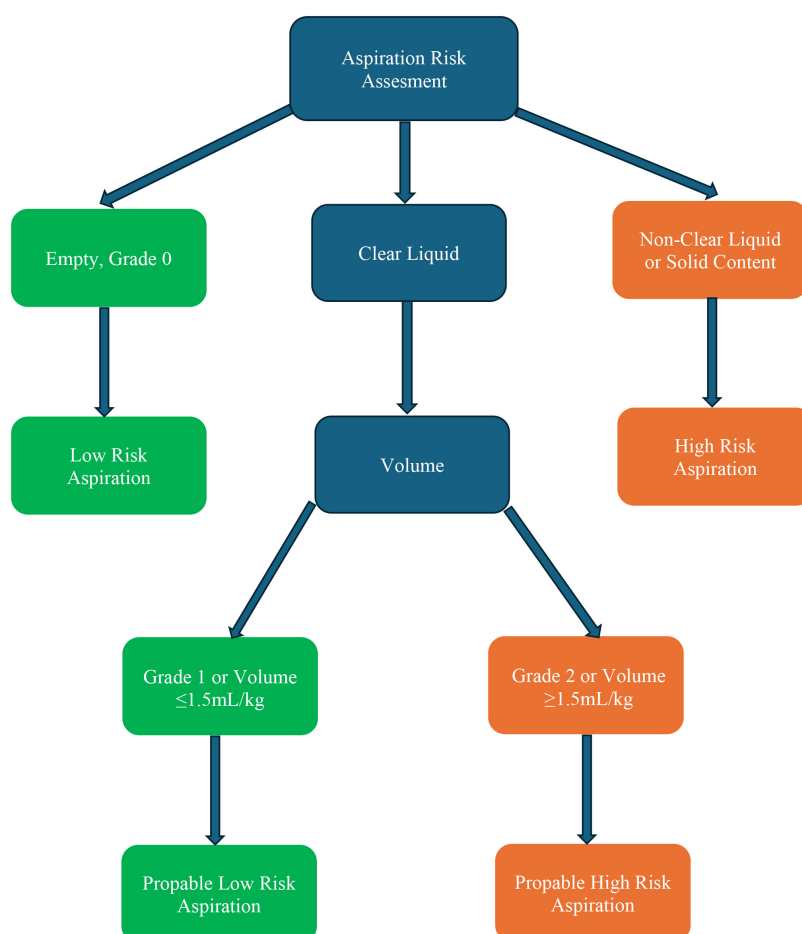 Aspiration Risk
Assesment
Empty, Grade 0
Clear Liquid
Non-Clear Liquid
or Solid Content
Low Risk
Aspiration
Volume
High Risk
Aspiration
Grade 1 or Volume
≤1.5mL/kg
Grade 2 or Volume
≥1.5mL/kg
Propable Low Risk
Aspiration
Propable High Risk
Aspiration